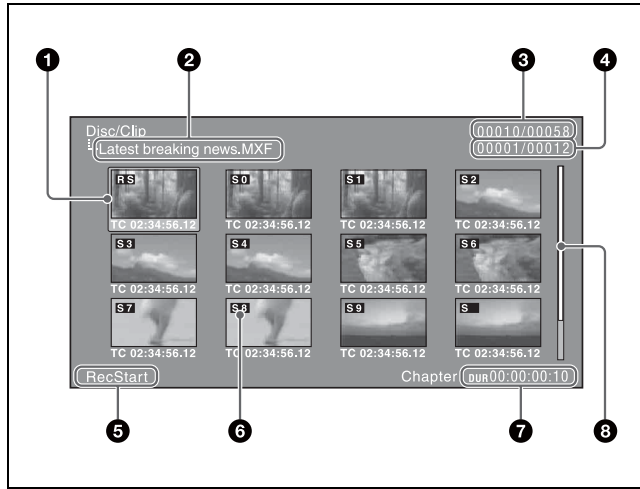 1 2 3 4
Disc/Clip 00010/00058
Latest breaking news.MXF 00001/00012
RS S0 S1 S2
TC 02:34:56.12 TC 02:34:56.12 TC 02:34:56.12 TC 02:34:56.12
S3 S4 S5 S6
TC 02:34:56.12 TC 02:34:56.12 TC 02:34:56.12 TC 02:34:56.12
S7 S8 S9 S
TC 02:34:56.12 TC 02:34:56.12 TC 02:34:56.12 TC 02:34:56.12
RecStart Chapter DUR00:00:00:10
5 6 7 8